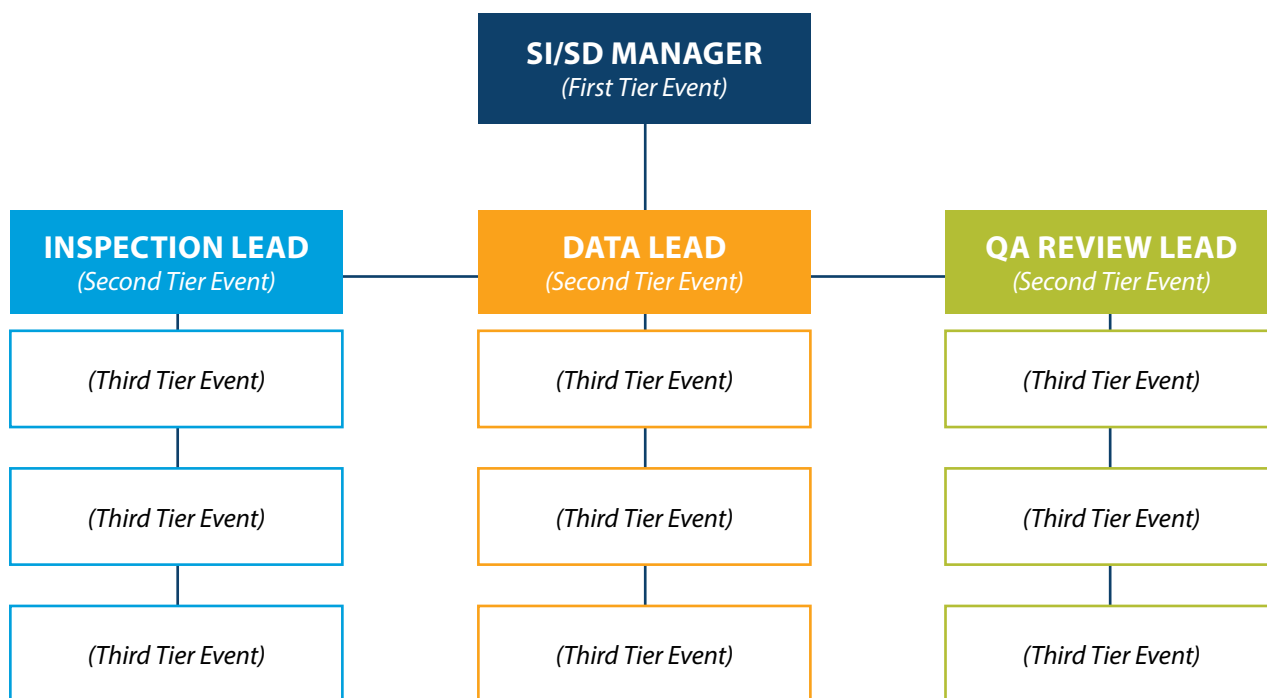 SI/SD MANAGER
(First Tier Event)
INSPECTION LEAD
(Second Tier Event)
DATA LEAD
(Second Tier Event)
QA REVIEW LEAD
(Second Tier Event)
(Third Tier Event)
(Third Tier Event)
(Third Tier Event)
(Third Tier Event)
(Third Tier Event)
(Third Tier Event)
(Third Tier Event)
(Third Tier Event)
(Third Tier Event)